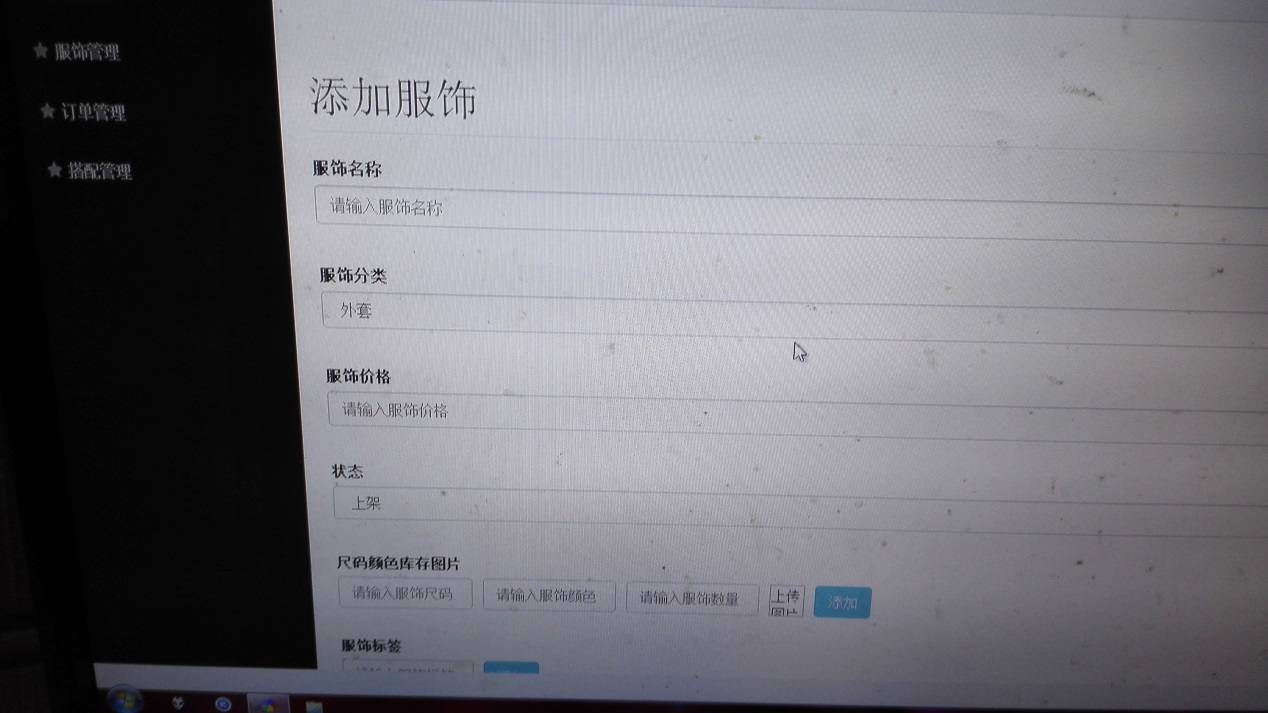 服饰管理
订单管理
搭配管理
添加服饰
服饰名称
请输入服饰名称
服饰分类
外套
服饰价格
请输入服饰价格
状态
上架
尺码颜色库存图片
请输入服饰尺码 请输入服饰颜色 请输入服饰数量 上传图片 添加
服饰标签